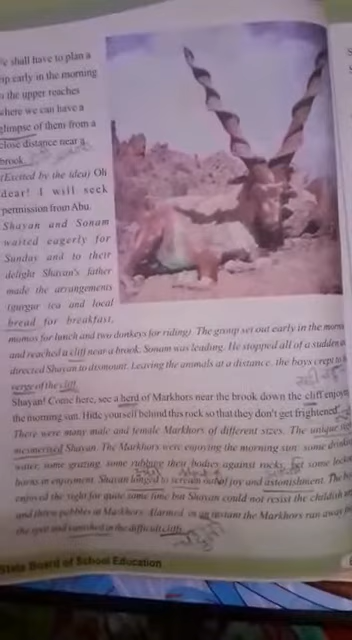 e shall have to plan a
ip early in the morning
n the upper reaches
where we can have a
glimpse of them from a
close distance near a
brook.
(Excited by the idea) Oh
dear! I will seek
permission from Abu.
Shayan and Sonam
waited eagerly for
Sunday and to their
delight Shayan's father
made the arrangements
(gurgur tea and local
bread for breakfast,
momos for lunch and two donkeys for riding). The group set out early in the morni
and reached a cliff near a brook. Sonam was leading. He stopped all of a sudden a
directed Shayan to dismount. Leaving the animals at a distance, the boys crept to
verge of the cliff.
Shayan! Come here, see a herd of Markhors near the brook down the cliff enjoy
the morning sun. Hide yourself behind this rock so that they don't get frightened
There were many male and female Markhors of different sizes. The unique
mesmerised Shayan. The Markhors were enjoying the morning sun, some drink
water, some grazing, some rubbing their bodies against rocks, some
horns in enjoyment. Shayan longed to joy and astonishment. The
enjoyed the sight for quite some time but Shayan could not resist the childish
and threw pebbles at Markhors. Alarmed, in an instant the Markhors ran away
the spot and vanished in the difficult cliffs.
State Board of School Education